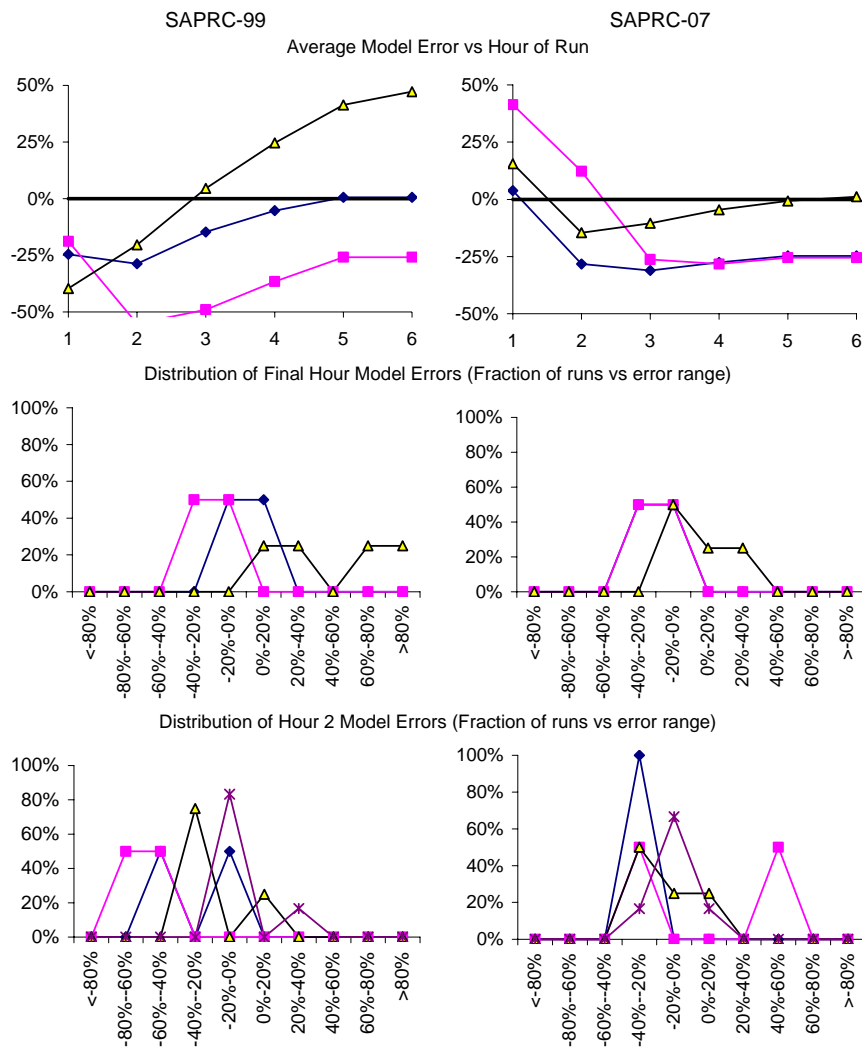 SAPRC-99 SAPRC-07
Average Model Error vs Hour of Run
50% 50%
25% 25%
0% 0%
-25% -25%
-50% -50%
1 2 3 4 5 6 1 2 3 4 5 6
Distribution of Final Hour Model Errors (Fraction of runs vs error range)
100% 100%
80% 80%
60% 60%
40% 40%
20% 20%
0% 0%
<-80% -80%--60% -60%--40% -40%--20% -20%-0% 0%-20% 20%-40% 40%-60% 60%-80% >80% <-80% -80%--60% -60%--40% -40%--20% -20%-0% 0%-20% 20%-40% 40%-60% 60%-80% >80%
Distribution of Hour 2 Model Errors (Fraction of runs vs error range)
100% 100%
80% 80%
60% 60%
40% 40%
20% 20%
0% 0%
<-80% -80%--60% -60%--40% -40%--20% -20%-0% 0%-20% 20%-40% 40%-60% 60%-80% >80% <-80% -80%--60% -60%--40% -40%--20% -20%-0% 0%-20% 20%-40% 40%-60% 60%-80% >80%